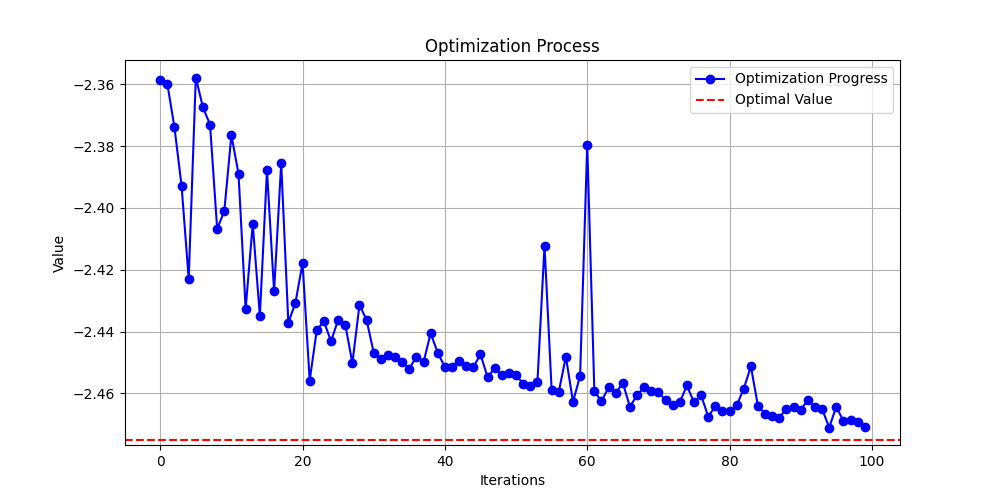 Optimization Process
Optimization Progress
Optimal Value
Value
−2.36
−2.38
−2.40
−2.42
−2.44
−2.46
0
20
40
60
80
100
Iterations